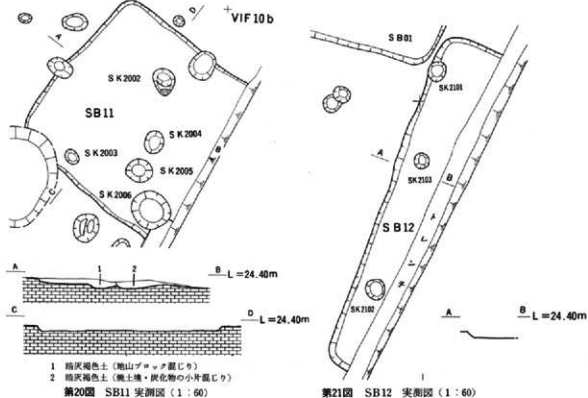 A
D
VIF10b
SK2002
SB11
SK2004
SK2003
SK2005
SK2006
C
B
A
1
2
B
L=24.40m
C
D
L=24.40m
1 暗灰褐色土(地山ブロック混じり)
2 暗灰褐色土(焼土塊・炭化物の小片混じり)
第20図 SB11 実測図(1:60)
SB01
SK2101
A
SK2103
B
SB12
トレンチ
SK2102
A
B
L=24.40m
第21図 SB12 実測図(1:60)